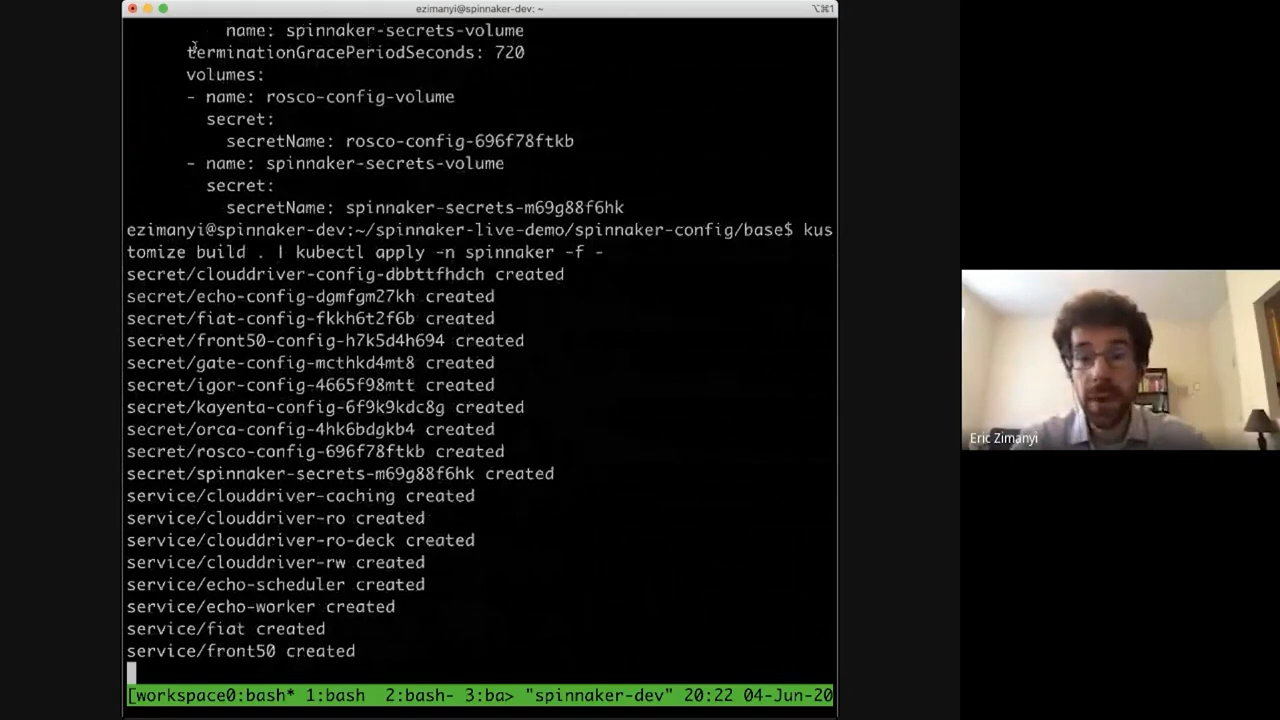 ezimanyi@spinnaker-dev: ~
⌥⌘1
name: spinnaker-secrets-volume
terminationGracePeriodSeconds: 720
volumes:
- name: rosco-config-volume
secret:
secretName: rosco-config-696f78ftkb
- name: spinnaker-secrets-volume
secret:
secretName: spinnaker-secrets-m69g88f6hk
ezimanyi@spinnaker-dev:~/spinnaker-live-demo/spinnaker-config/base$ kus
tomize build . | kubectl apply -n spinnaker -f -
secret/clouddriver-config-dbbttfhdch created
secret/echo-config-dgmfgm27kh created
secret/fiat-config-fkkh6t2f6b created
secret/front50-config-h7k5d4h694 created
secret/gate-config-mcthkd4mt8 created
secret/igor-config-4665f98mtt created
secret/kayenta-config-6f9k9kdc8g created
secret/orca-config-4hk6bdgkb4 created
secret/rosco-config-696f78ftkb created
secret/spinnaker-secrets-m69g88f6hk created
service/clouddriver-caching created
service/clouddriver-ro created
service/clouddriver-ro-deck created
service/clouddriver-rw created
service/echo-scheduler created
service/echo-worker created
service/fiat created
service/front50 created
[workspace0:bash* 1:bash  2:bash- 3:ba> "spinnaker-dev" 20:22 04-Jun-20
Eric Zimanyi